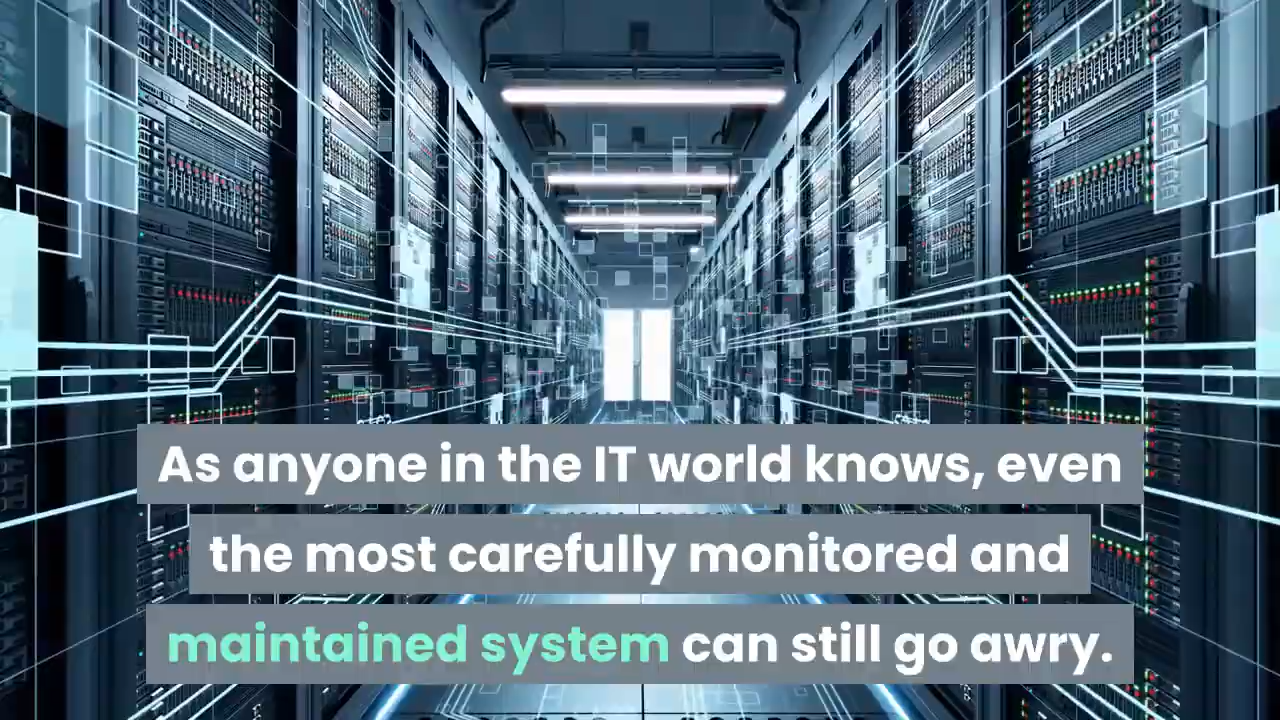 As anyone in the IT world knows, even
the most carefully monitored and
maintained system can still go awry.